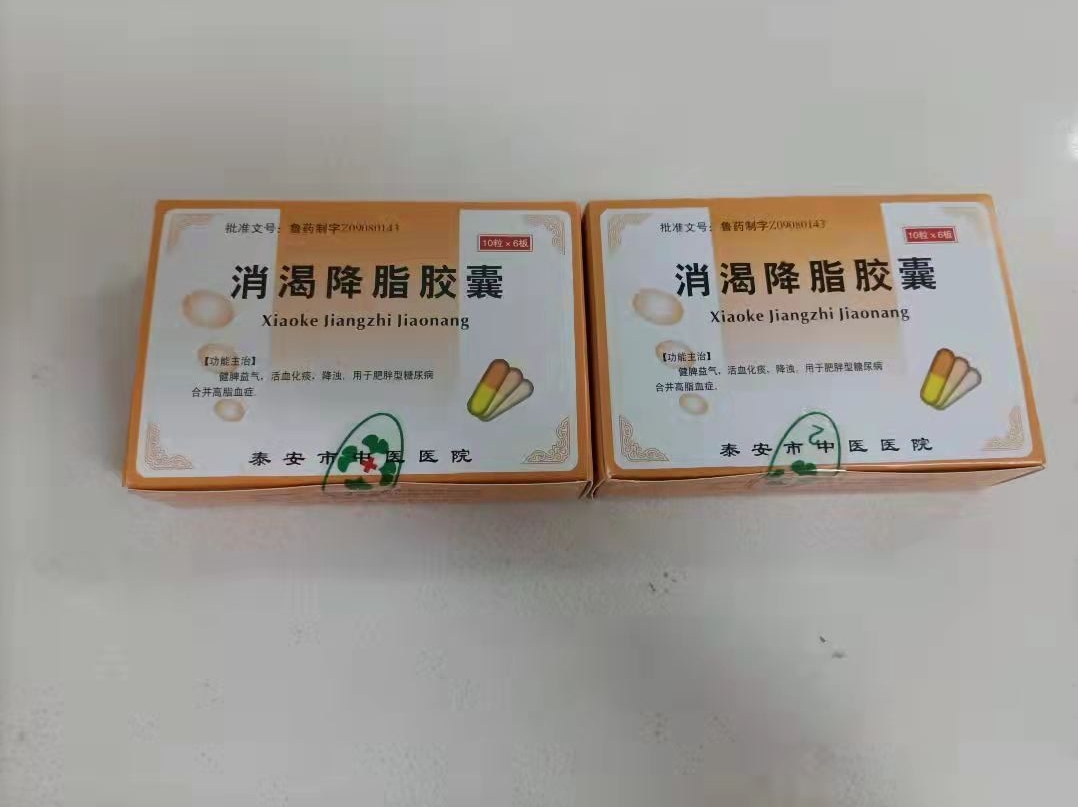 批准文号：鲁药制字Z09080143
10粒×6板
消渴降脂胶囊
Xiaoke Jiangzhi Jiaonang
【功能主治】
健脾益气，活血化痰、降浊。用于肥胖型糖尿病
合并高脂血症。
泰安市中医医院
批准文号：鲁药制字Z09080143
10粒×6板
消渴降脂胶囊
Xiaoke Jiangzhi Jiaonang
【功能主治】
健脾益气，活血化痰、降浊。用于肥胖型糖尿病
合并高脂血症。
泰安市中医医院